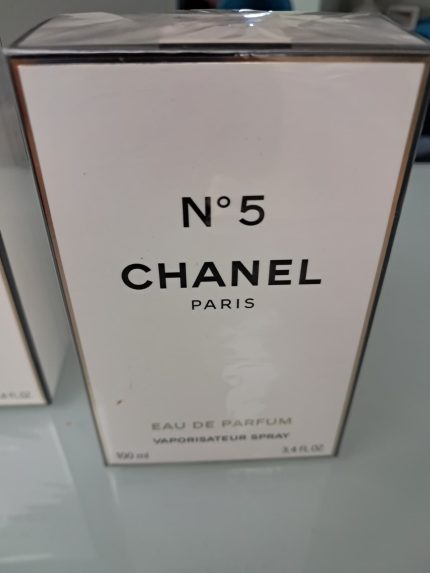 N°5
CHANEL
PARIS
EAU DE PARFUM
VAPORISATEUR SPRAY
100 ml 3.4 FL.OZ.